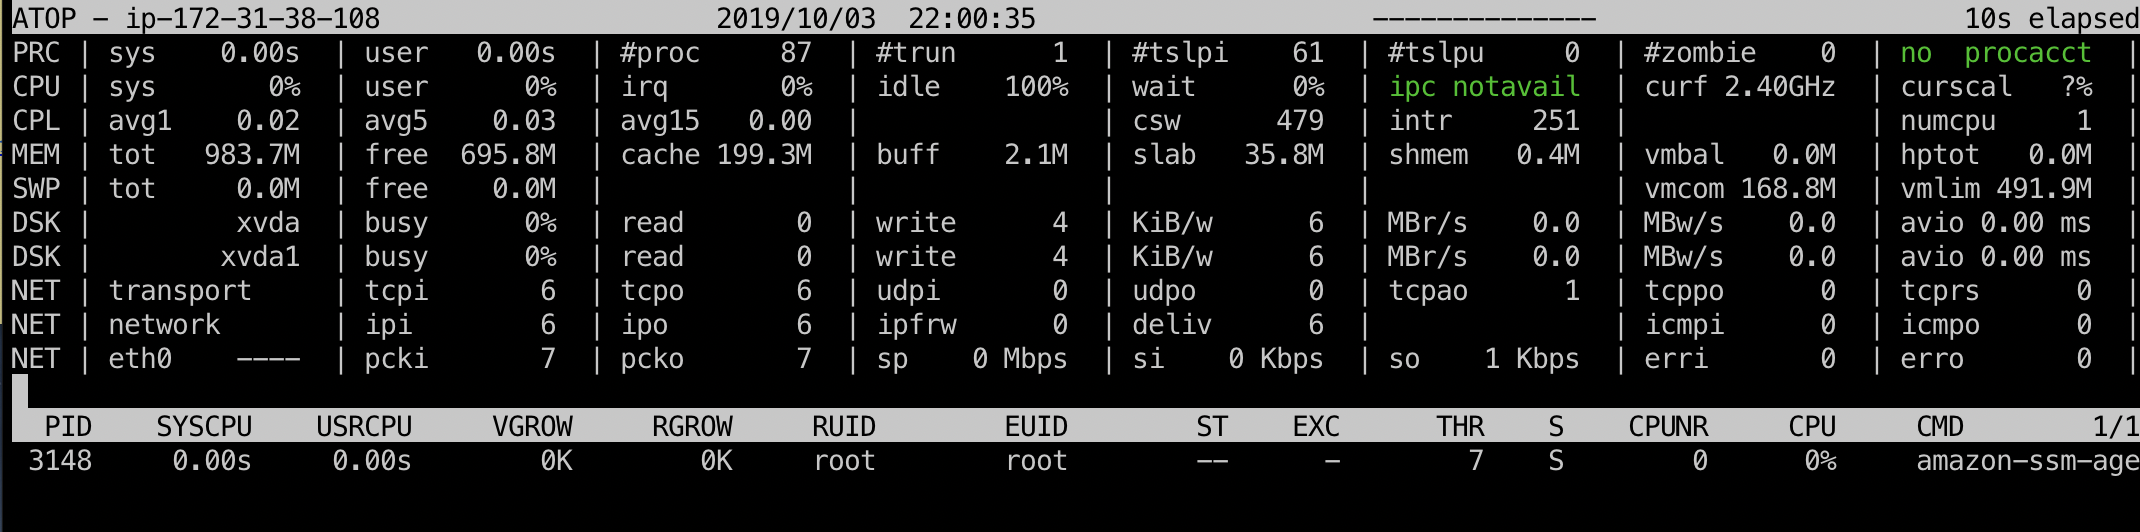 ATOP - ip-172-31-38-108 2019/10/03 22:00:35 -------------- 10s elapsed
PRC | sys 0.00s | user 0.00s | #proc 87 | #trun 1 | #tslpi 61 | #tslpu 0 | #zombie 0 | no procacct |
CPU | sys 0% | user 0% | irq 0% | idle 100% | wait 0% | ipc notavail | curf 2.40GHz | curscal ?% |
CPL | avg1 0.02 | avg5 0.03 | avg15 0.00 | | csw 479 | intr 251 | | numcpu 1 |
MEM | tot 983.7M | free 695.8M | cache 199.3M | buff 2.1M | slab 35.8M | shmem 0.4M | vmbal 0.0M | hptot 0.0M |
SWP | tot 0.0M | free 0.0M | | | | | vmcom 168.8M | vmlim 491.9M |
DSK | xvda | busy 0% | read 0 | write 4 | KiB/w 6 | MBr/s 0.0 | MBw/s 0.0 | avio 0.00 ms |
DSK | xvda1 | busy 0% | read 0 | write 4 | KiB/w 6 | MBr/s 0.0 | MBw/s 0.0 | avio 0.00 ms |
NET | transport | tcpi 6 | tcpo 6 | udpi 0 | udpo 0 | tcpao 1 | tcppo 0 | tcprs 0 |
NET | network | ipi 6 | ipo 6 | ipfrw 0 | deliv 6 | | icmpi 0 | icmpo 0 |
NET | eth0 ---- | pcki 7 | pcko 7 | sp 0 Mbps | si 0 Kbps | so 1 Kbps | erri 0 | erro 0 |
PID SYSCPU USRCPU VGROW RGROW RUID EUID ST EXC THR S CPUNR CPU CMD 1/1
3148 0.00s 0.00s 0K 0K root root -- - 7 S 0 0% amazon-ssm-age